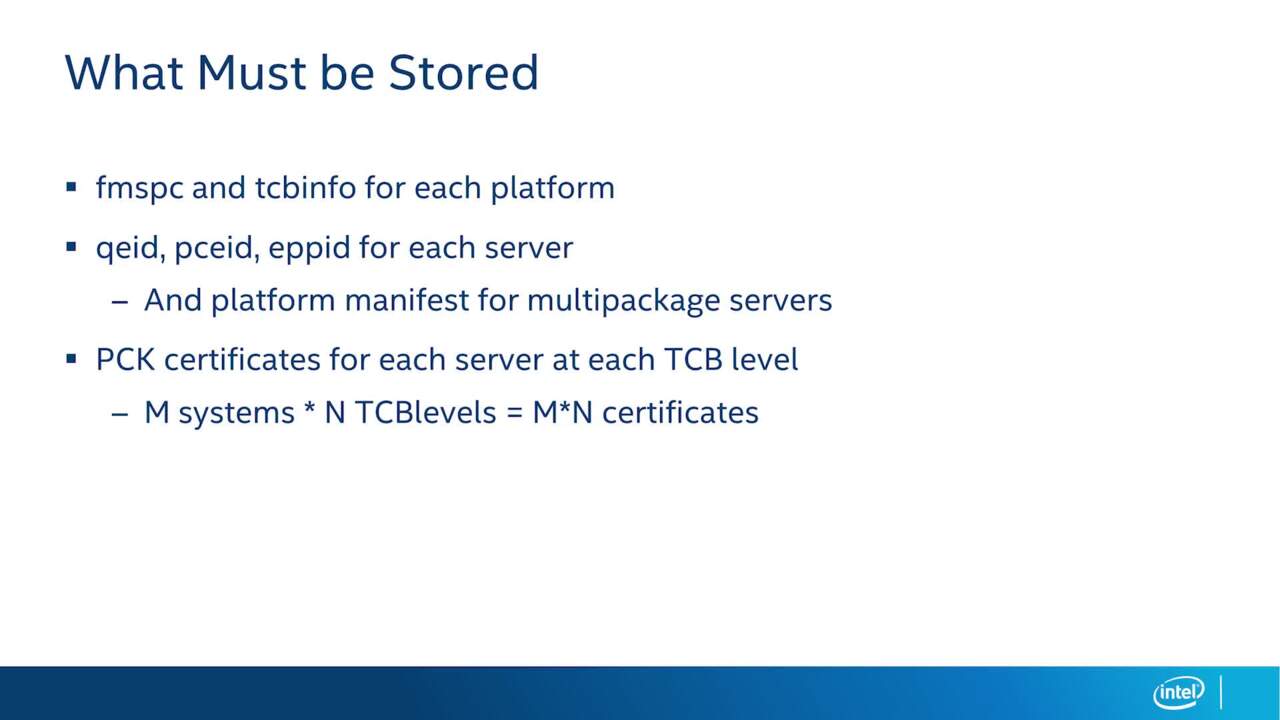 What Must be Stored
▪ fmspc and tcbinfo for each platform
▪ qeid, pceid, eppid for each server
– And platform manifest for multipackage servers
▪ PCK certificates for each server at each TCB level
– M systems * N TCBlevels = M*N certificates
intel